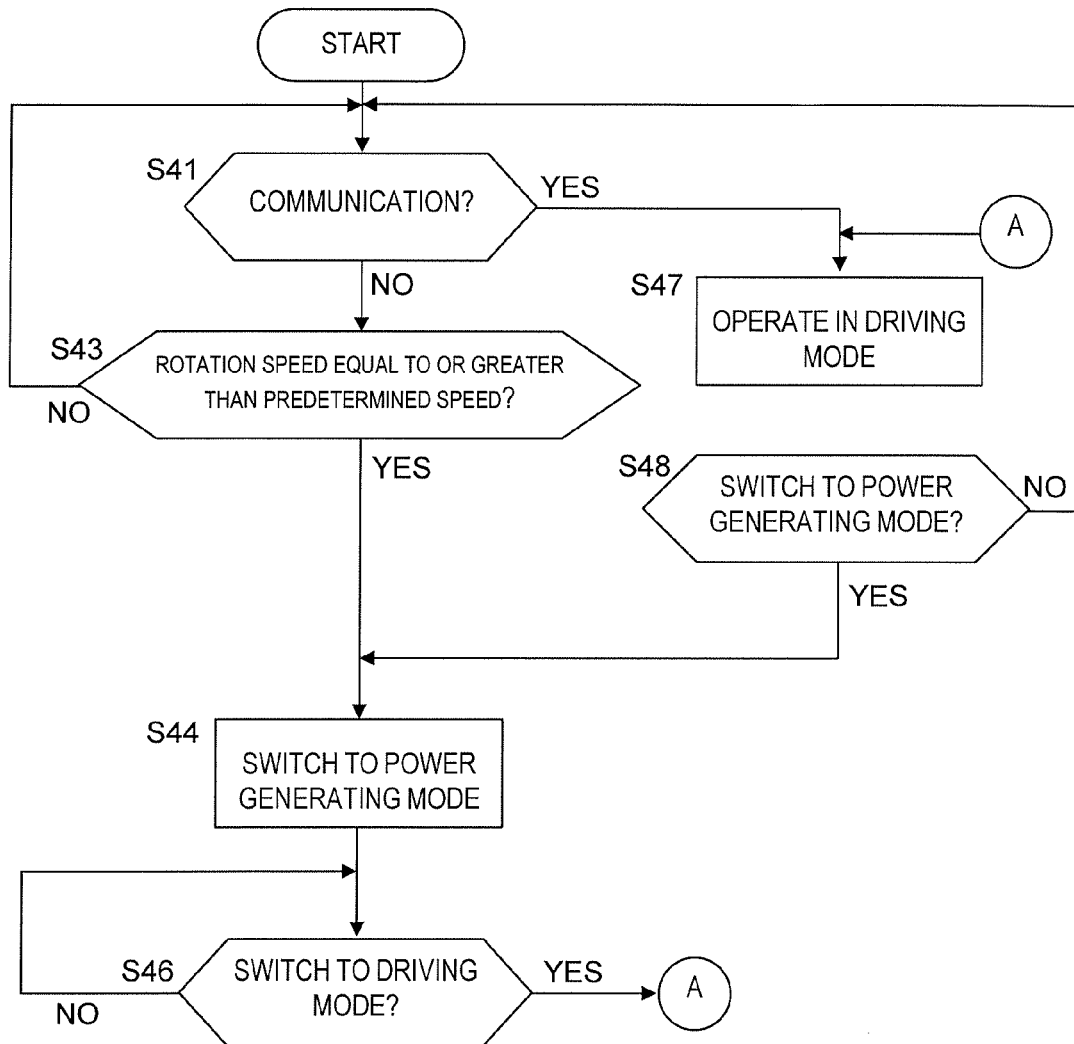 START
S41
COMMUNICATION?
YES
A
NO
S47
OPERATE IN DRIVING
MODE
S43
ROTATION SPEED EQUAL TO OR GREATER
THAN PREDETERMINED SPEED?
NO
YES
S48
SWITCH TO POWER
GENERATING MODE?
NO
YES
S44
SWITCH TO POWER
GENERATING MODE
S46
SWITCH TO DRIVING
MODE?
YES
A
NO